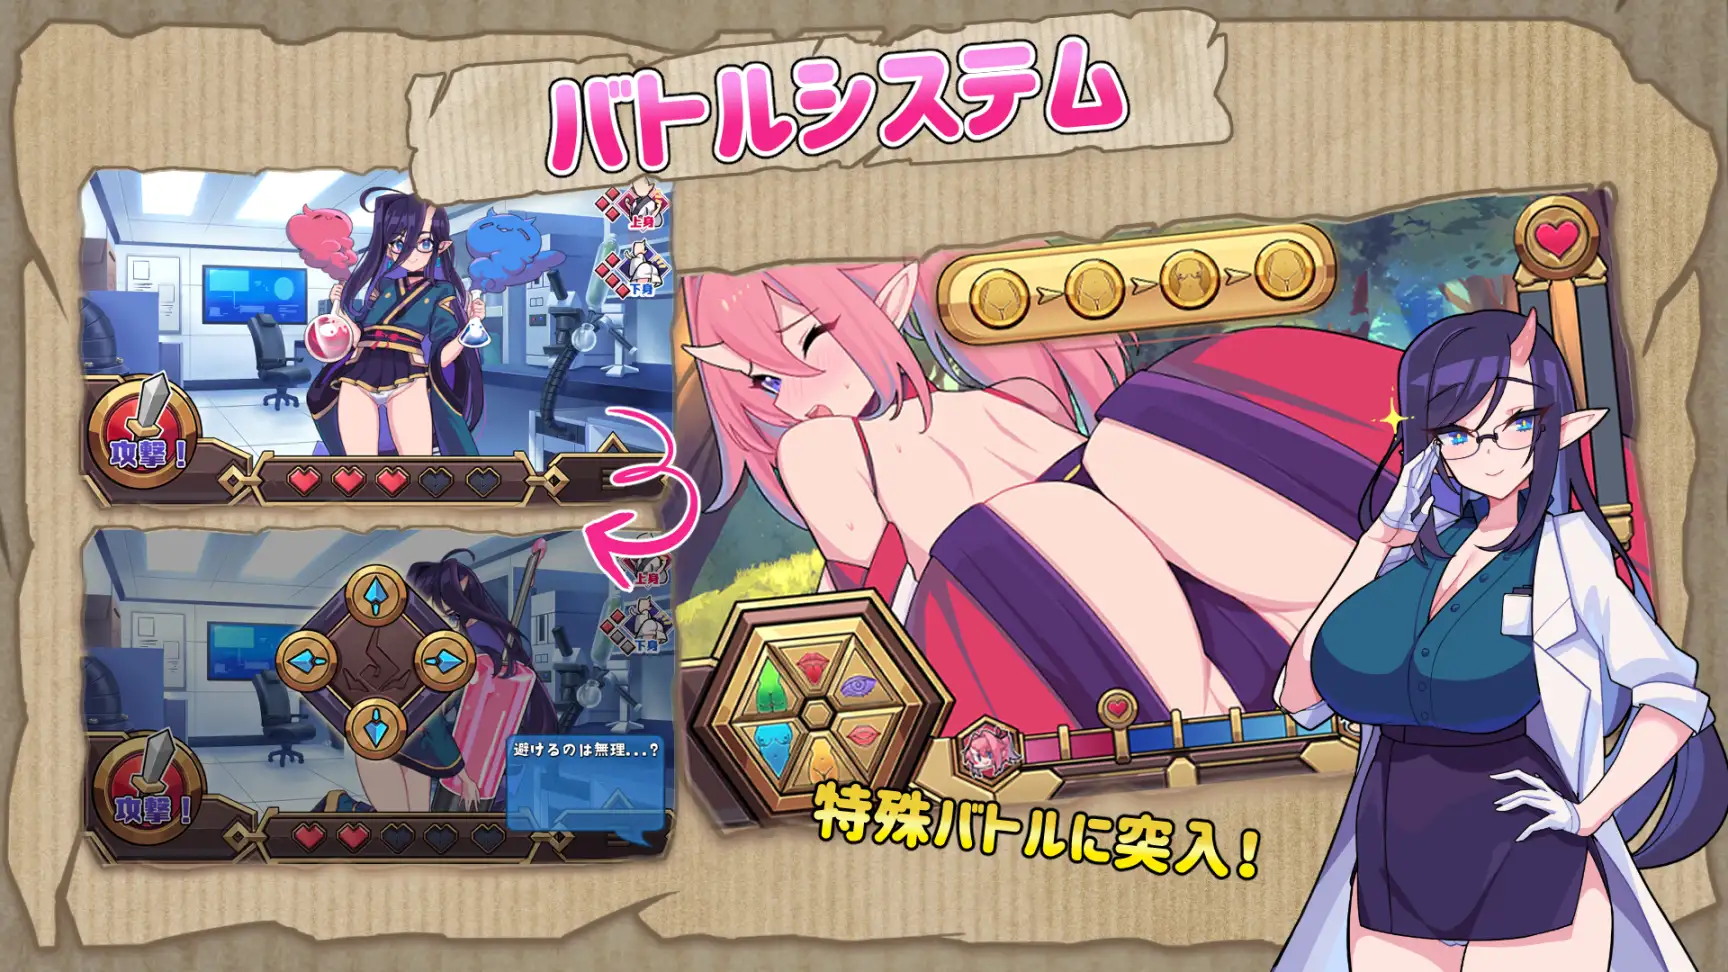 バトルシステム
上身
下身
攻撃！
上身
下身
避けるのは無理...?
攻撃！
特殊バトルに突入！